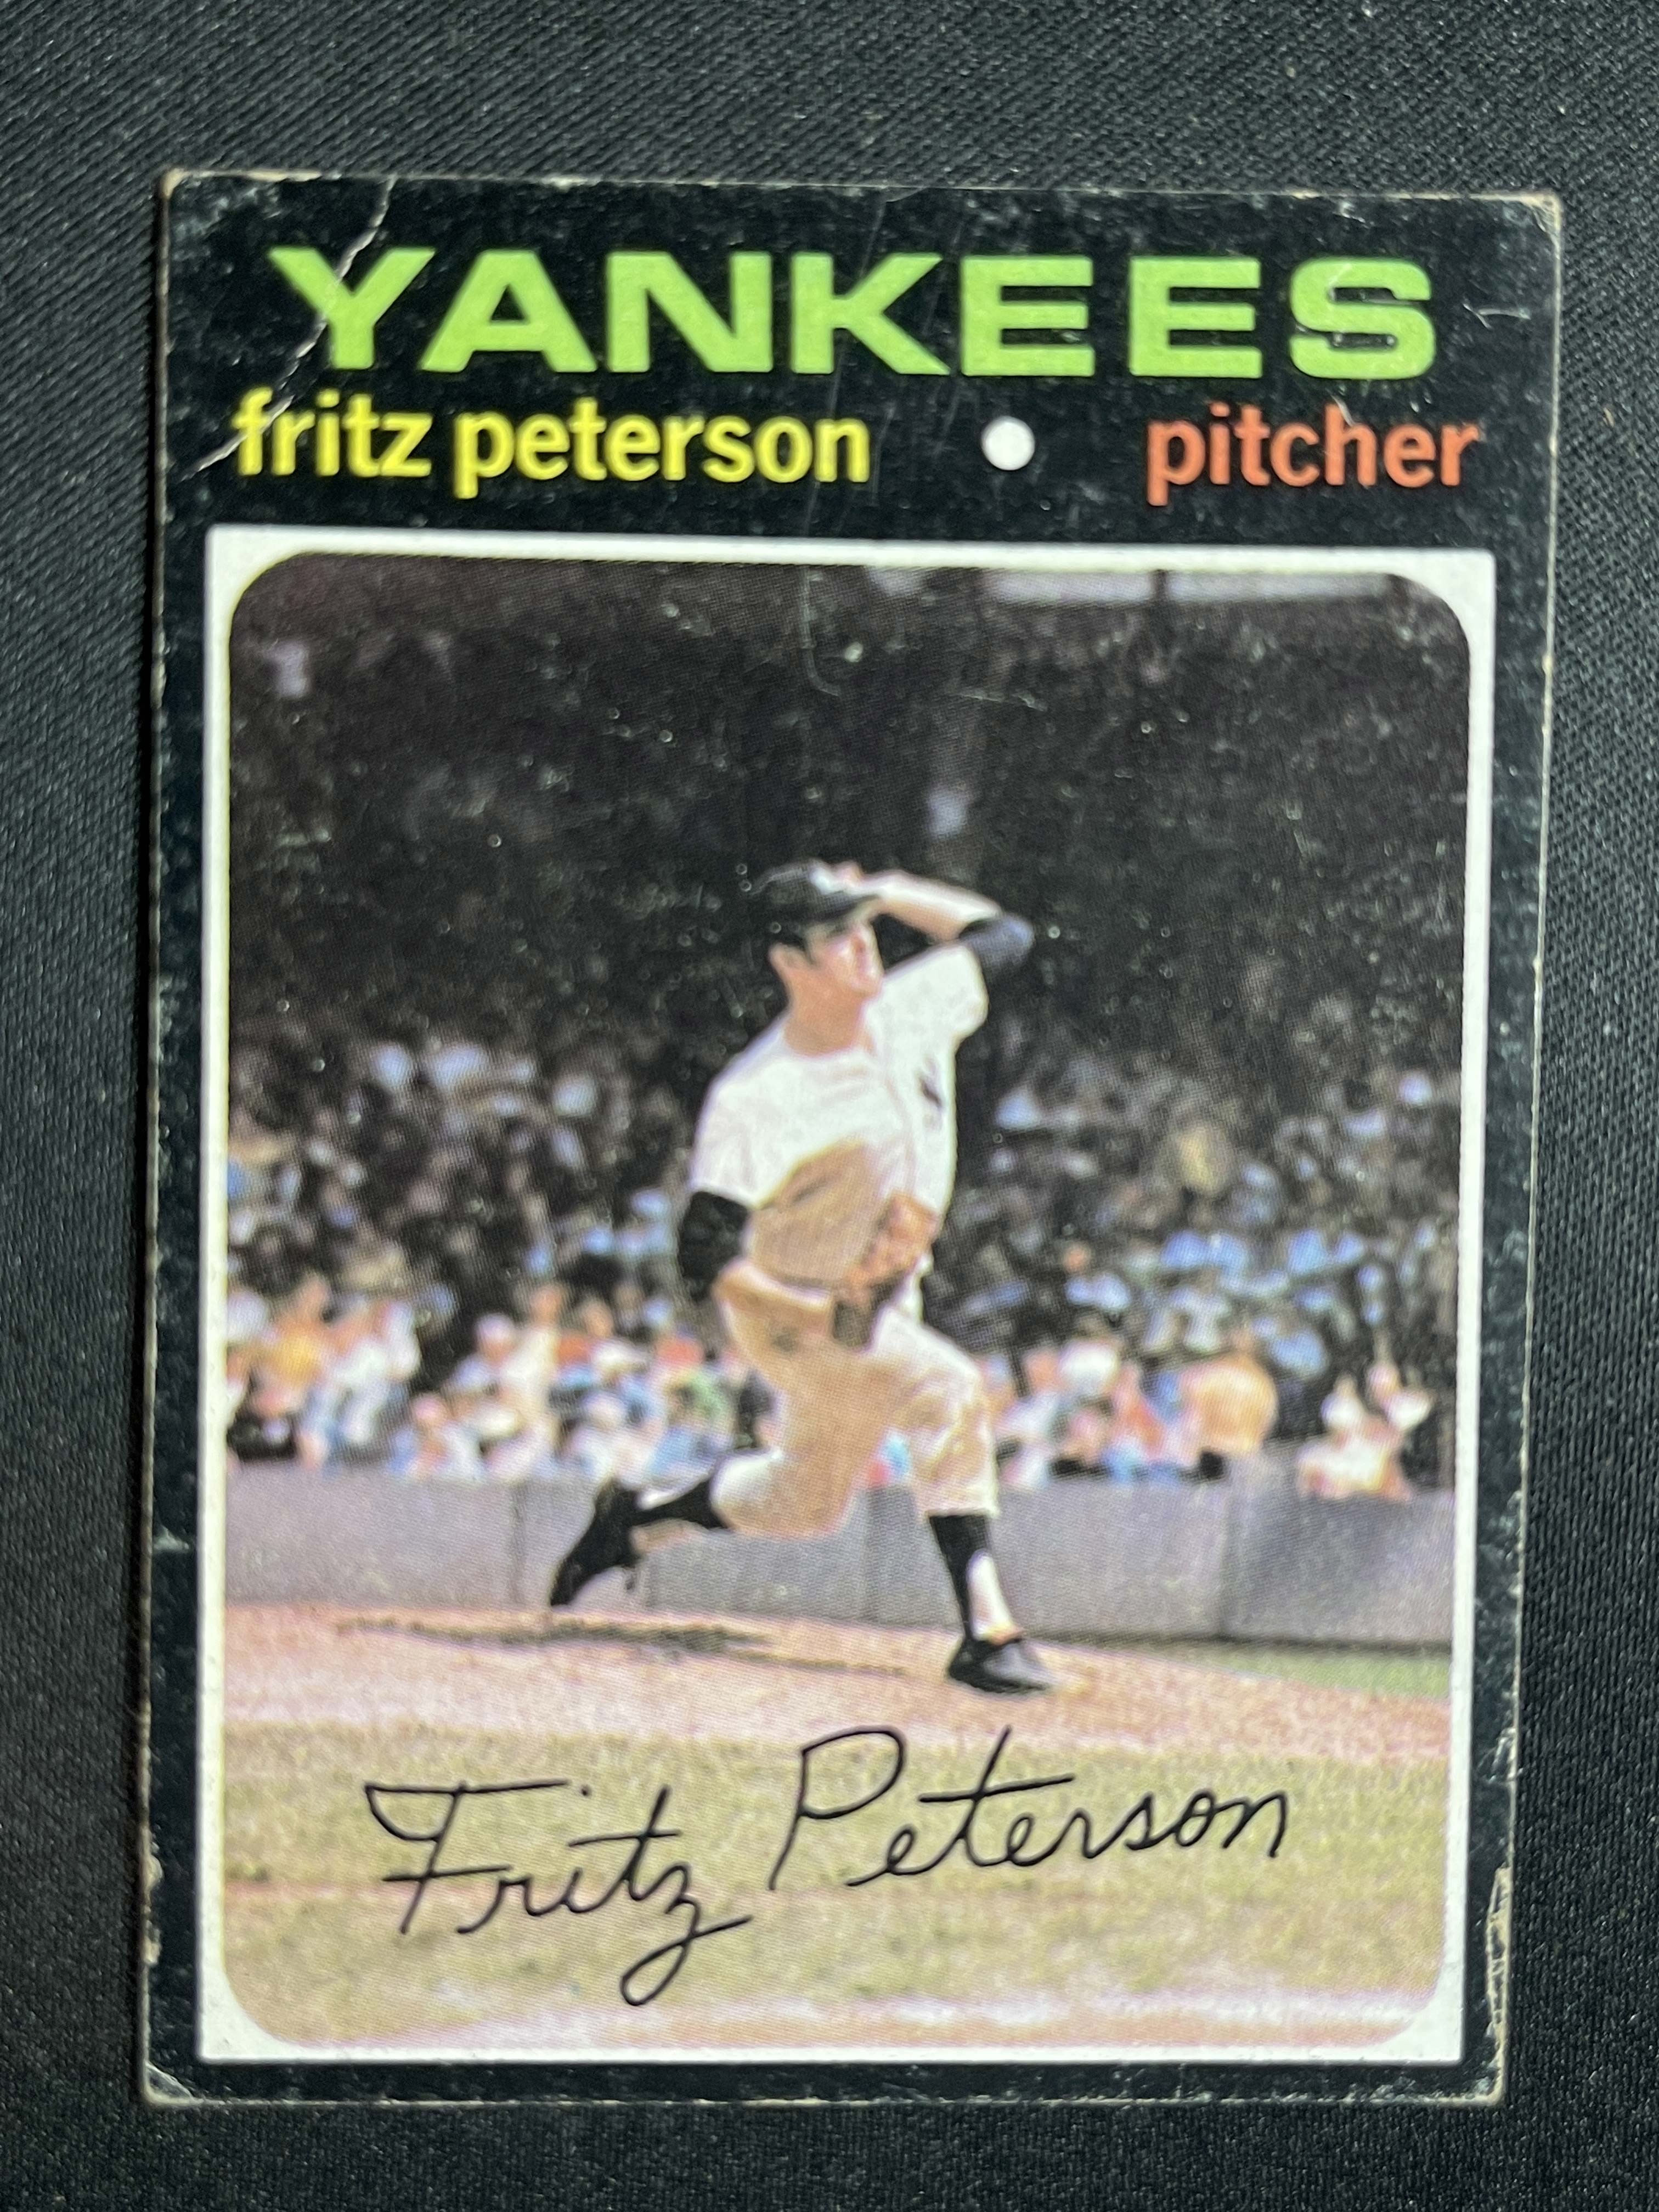 YANKEES
fritz peterson • pitcher
Fritz Peterson